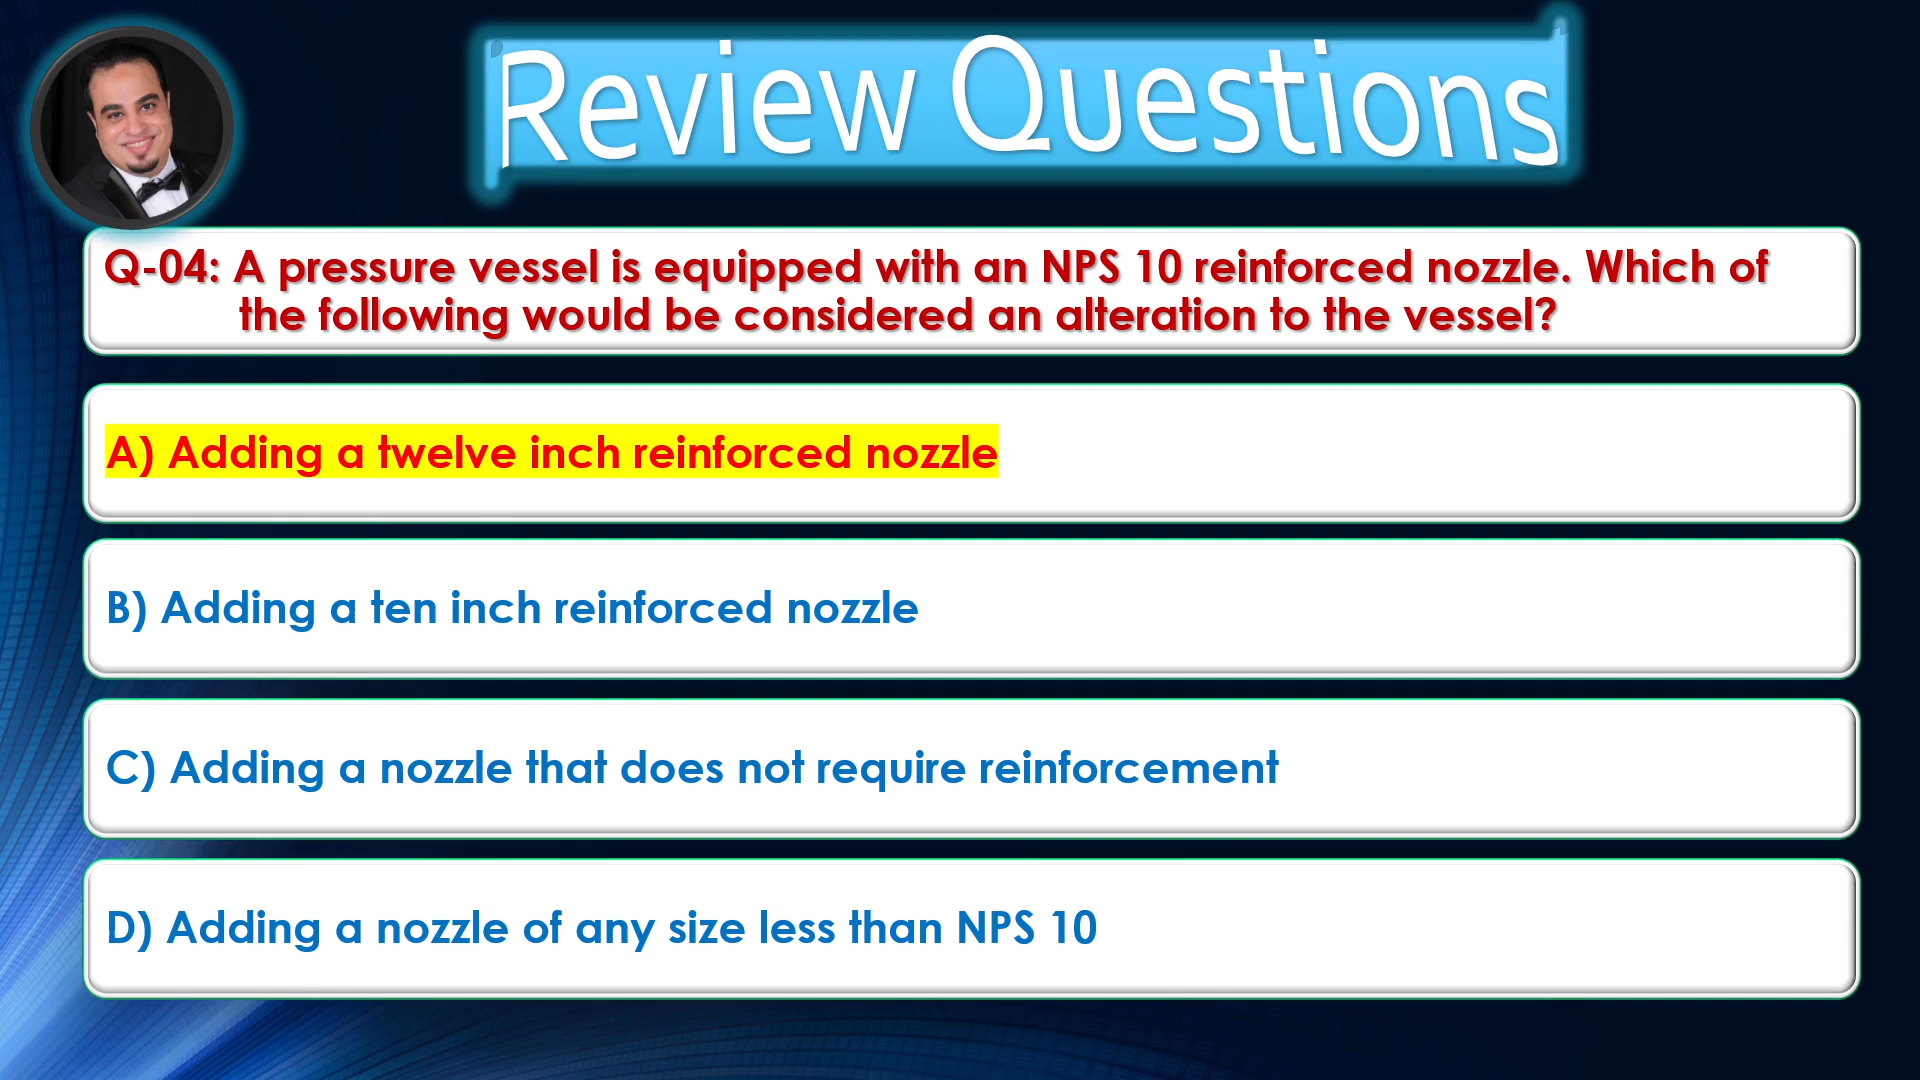 Review Questions
Q-04: A pressure vessel is equipped with an NPS 10 reinforced nozzle. Which of
the following would be considered an alteration to the vessel?
A) Adding a twelve inch reinforced nozzle
B) Adding a ten inch reinforced nozzle
C) Adding a nozzle that does not require reinforcement
D) Adding a nozzle of any size less than NPS 10